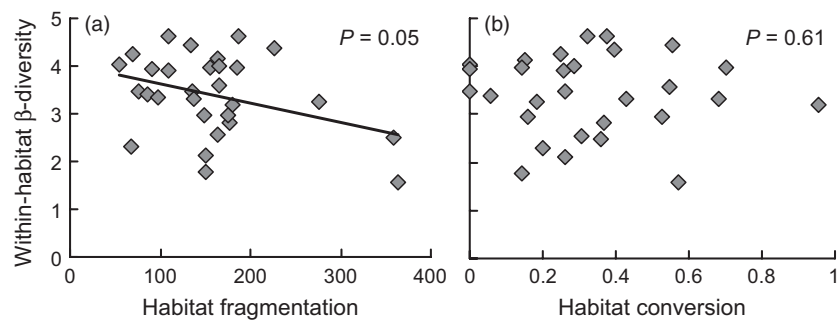 (a)
P = 0.05
Within-habitat β-diversity
5
4
3
2
1
0
0 100 200 300 400
Habitat fragmentation
(b)
P = 0.61
0 0.2 0.4 0.6 0.8 1
Habitat conversion